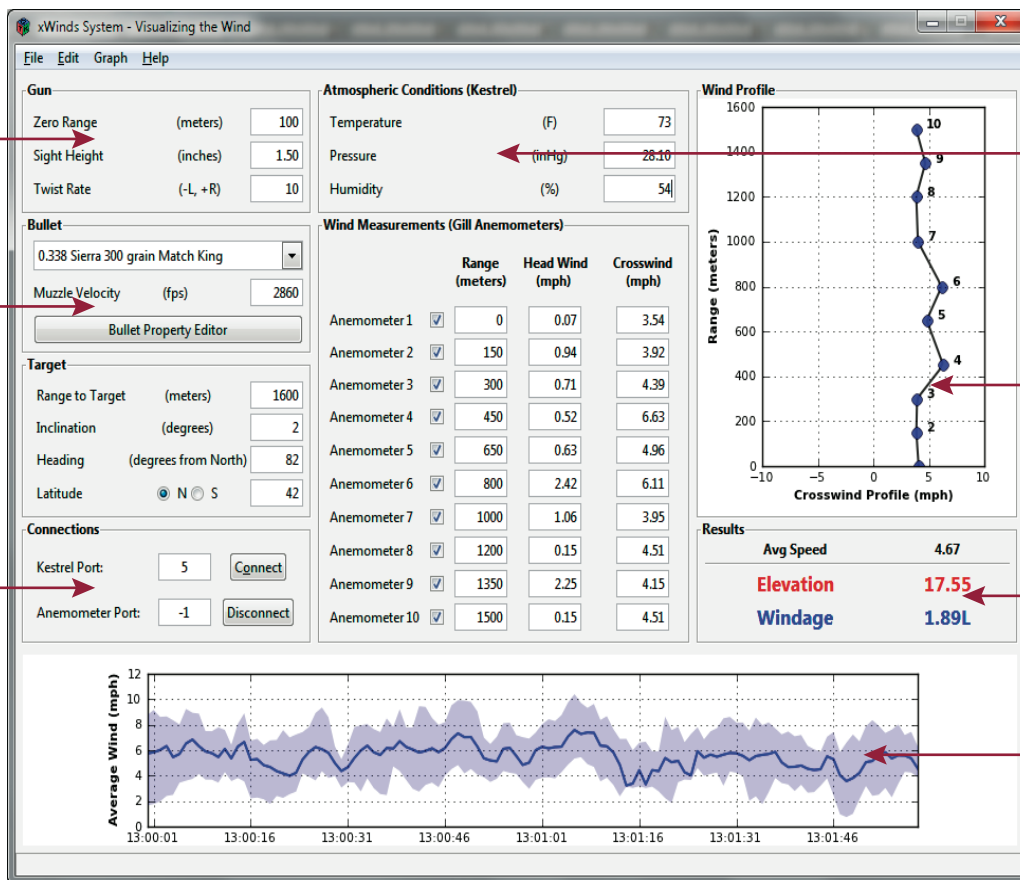 xWinds System - Visualizing the Wind
File Edit Graph Help
Gun
Zero Range (meters) 100
Sight Height (inches) 1.50
Twist Rate (-L, +R) 10
Bullet
0.338 Sierra 300 grain Match King
Muzzle Velocity (fps) 2860
Bullet Property Editor
Target
Range to Target (meters) 1600
Inclination (degrees) 2
Heading (degrees from North) 82
Latitude N S 42
Connections
Kestrel Port: 5 Connect
Anemometer Port: -1 Disconnect
Atmospheric Conditions (Kestrel)
Temperature (F) 73
Pressure (inHg) 28.10
Humidity (%) 54
Wind Measurements (Gill Anemometers)
Range Head Wind Crosswind
(meters) (mph) (mph)
Anemometer 1 0 0.07 3.54
Anemometer 2 150 0.94 3.92
Anemometer 3 300 0.71 4.39
Anemometer 4 450 0.52 6.63
Anemometer 5 650 0.63 4.96
Anemometer 6 800 2.42 6.11
Anemometer 7 1000 1.06 3.95
Anemometer 8 1200 0.15 4.51
Anemometer 9 1350 2.25 4.15
Anemometer 10 1500 0.15 4.51
Wind Profile
Range (meters)
1600
1400
1200
1000
800
600
400
200
0
10
9
8
7
6
5
4
3
2
-10 -5 0 5 10
Crosswind Profile (mph)
Results
Avg Speed 4.67
Elevation 17.55
Windage 1.89L
Average Wind (mph)
12
10
8
6
4
2
0
13:00:01 13:00:16 13:00:31 13:00:46 13:01:01 13:01:16 13:01:31 13:01:46